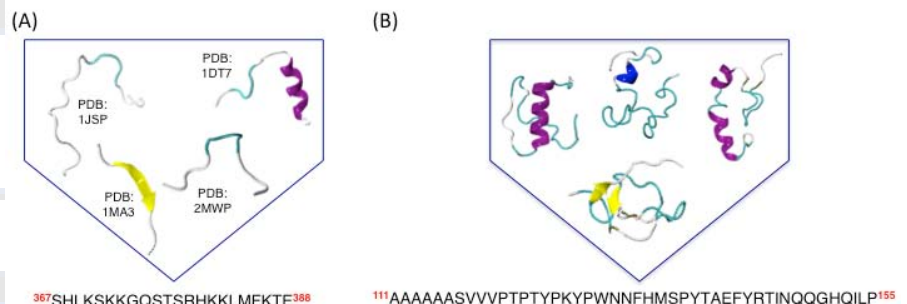 (A)
(B)
PDB:
1DT7
PDB:
1JSP
PDB:
1MA3
PDB:
2MWP
367SHLKSKKGQSTSRHKKLMFKTE388
111AAAAAASVVVPTPTYPKYPWNNFHMSPYTAEFYRTINQQGHQILP155